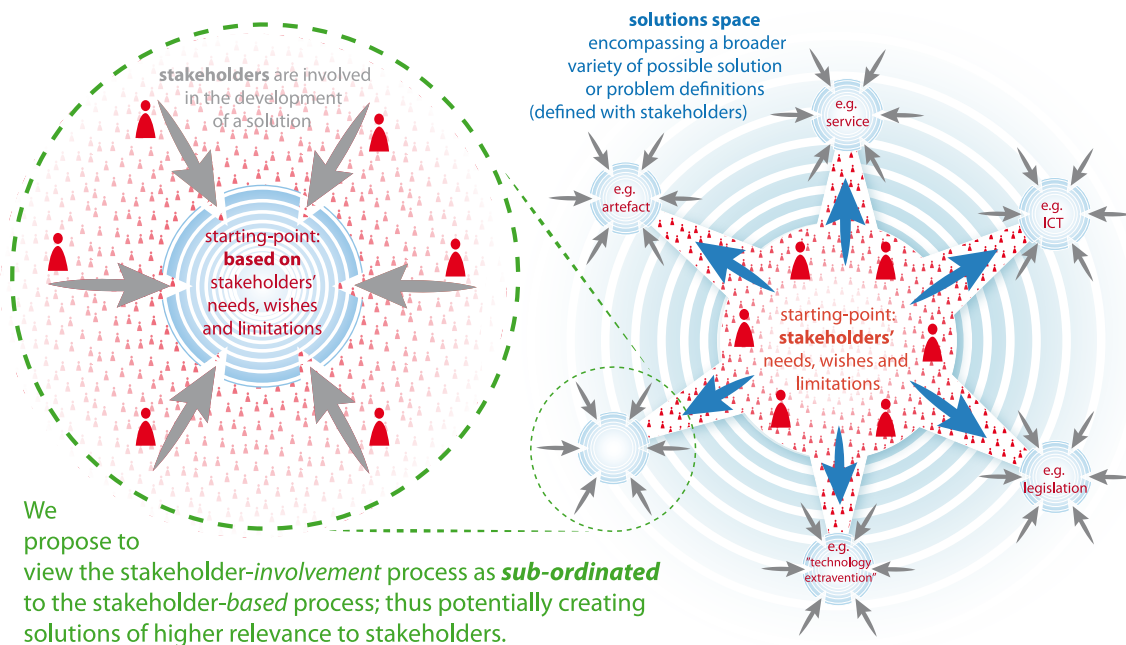 stakeholders are involved
in the development
of a solution
starting-point:
based on
stakeholders’
needs, wishes
and limitations
solutions space
encompassing a broader
variety of possible solution
or problem definitions
(defined with stakeholders)
e.g.
service
e.g.
artefact
e.g.
ICT
starting-point:
stakeholders’
needs, wishes and
limitations
e.g.
legislation
e.g.
“technology
extravention”
We
propose to
view the stakeholder-involvement process as sub-ordinated
to the stakeholder-based process; thus potentially creating
solutions of higher relevance to stakeholders.